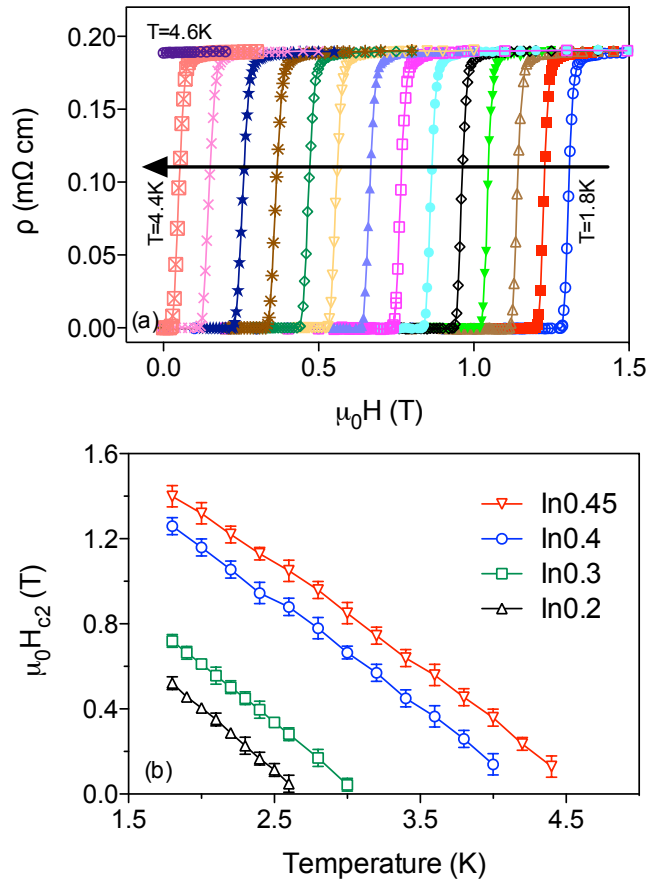 0.20
0.15
0.10
0.05
0.00
ρ (mΩ cm)
T=4.6K
T=4.4K
T=1.8K
(a)
0.0 0.5 1.0 1.5
μ0H (T)
1.6
1.2
0.8
0.4
0.0
μ0Hc2 (T)
In0.45
In0.4
In0.3
In0.2
(b)
1.5 2.5 3.5 4.5
Temperature (K)